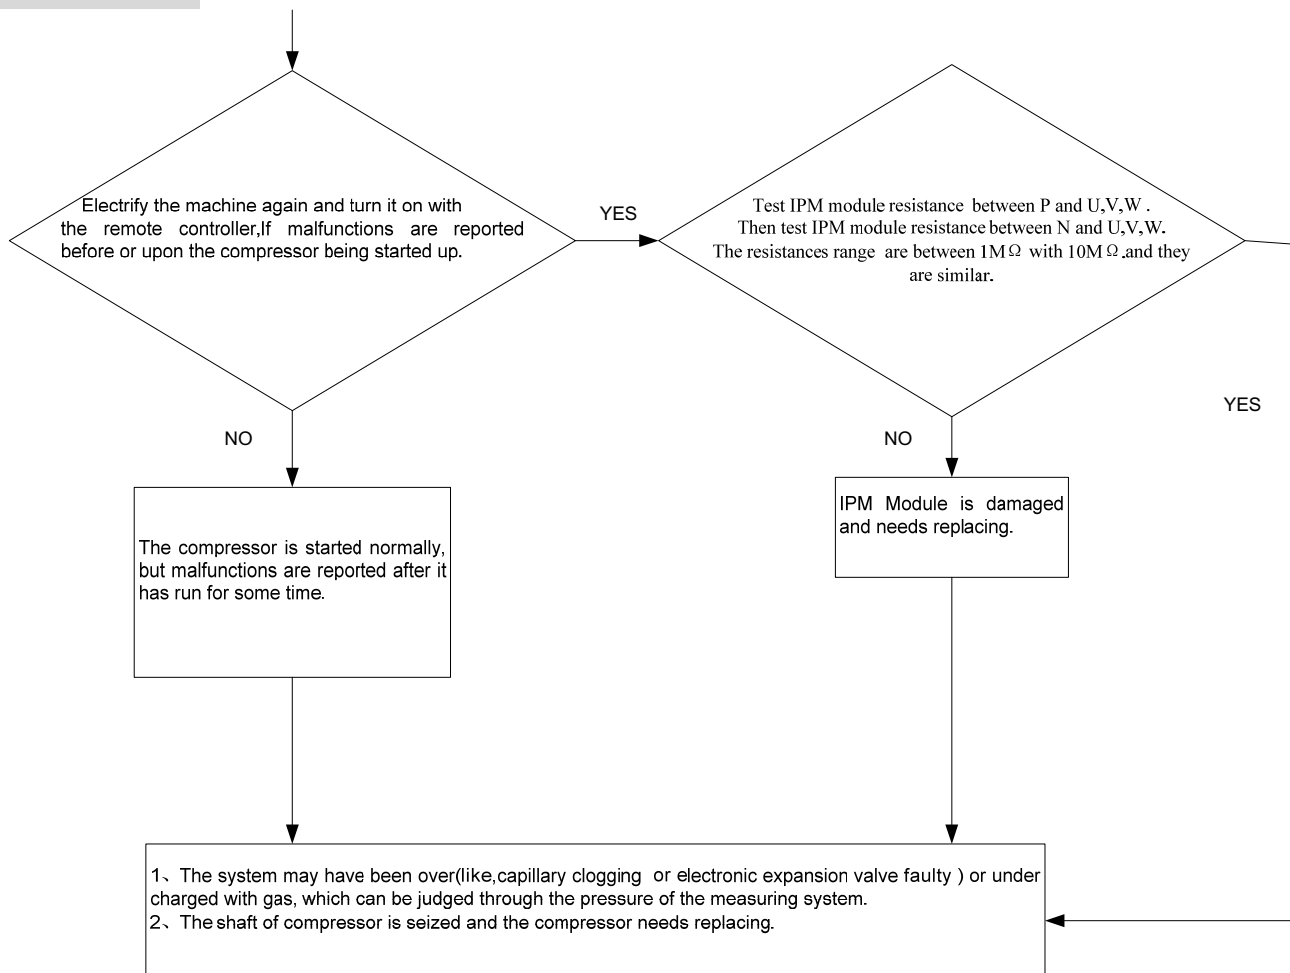 Electrify the machine again and turn it on with
the remote controller,If malfunctions are reported
before or upon the compressor being started up.
YES
Test IPM module resistance between P and U,V,W .
Then test IPM module resistance between N and U,V,W.
The resistances range are between 1MΩ with 10MΩ.and they
are similar.
YES
NO
NO
The compressor is started normally,
but malfunctions are reported after it
has run for some time.
IPM Module is damaged
and needs replacing.
1、The system may have been over(like,capillary clogging or electronic expansion valve faulty ) or under
charged with gas, which can be judged through the pressure of the measuring system.
2、The shaft of compressor is seized and the compressor needs replacing.